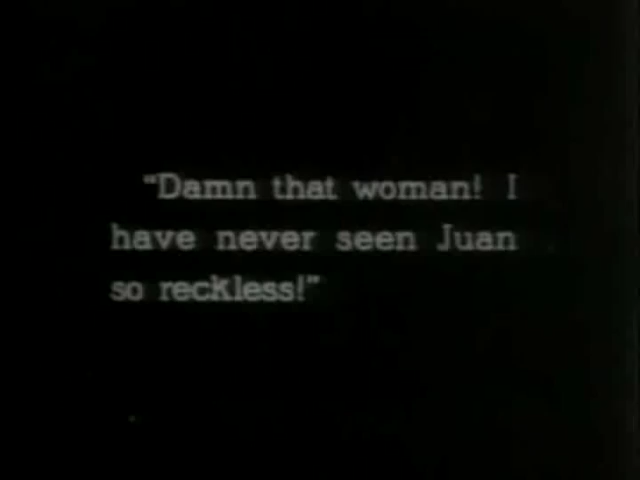 “Damn that woman! I
have never seen Juan
so reckless!”